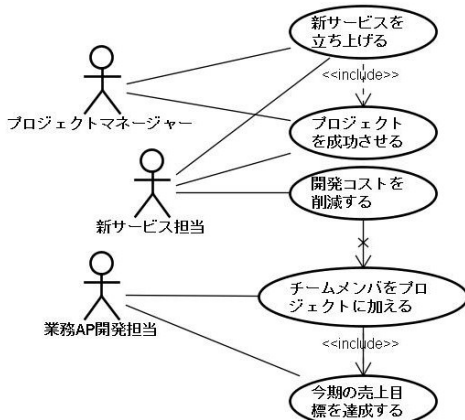 新サービスを
立ち上げる
<<include>>
プロジェクトマネージャー
プロジェクト
を成功させる
開発コストを
削減する
新サービス担当
チームメンバをプロ
ジェクトに加える
業務AP開発担当
<<include>>
今期の売上目
標を達成する